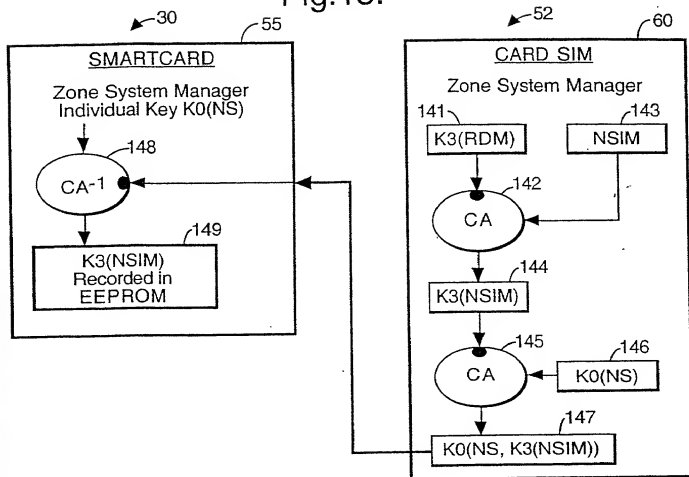 Fig.
30
55
SMARTCARD
Zone System Manager
Individual Key K0(NS)
148
CA-1
149
K3(NSIM)
Recorded in
EEPROM
52
60
CARD SIM
Zone System Manager
141
K3(RDM)
143
NSIM
142
CA
144
K3(NSIM)
145
CA
146
K0(NS)
147
K0(NS, K3(NSIM))